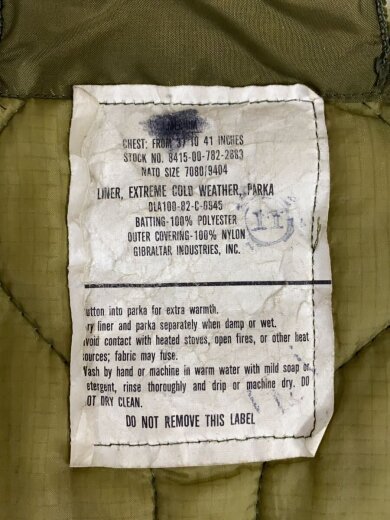 MEDIUM
CHEST: FROM 37 TO 41 INCHES
STOCK NO. 8415-00-782-2883
NATO SIZE 7080/9404
LINER, EXTREME COLD WEATHER, PARKA
DLA100-82-C-0545
BATTING-100% POLYESTER
OUTER COVERING-100% NYLON
GIBRALTAR INDUSTRIES, INC.
11
utton into parka for extra warmth.
ry liner and parka separately when damp or wet.
void contact with heated stoves, open fires, or other heat
ources; fabric may fuse.
Wash by hand or machine in warm water with mild soap or
etergent, rinse thoroughly and drip or machine dry. DO
OT DRY CLEAN.
DO NOT REMOVE THIS LABEL